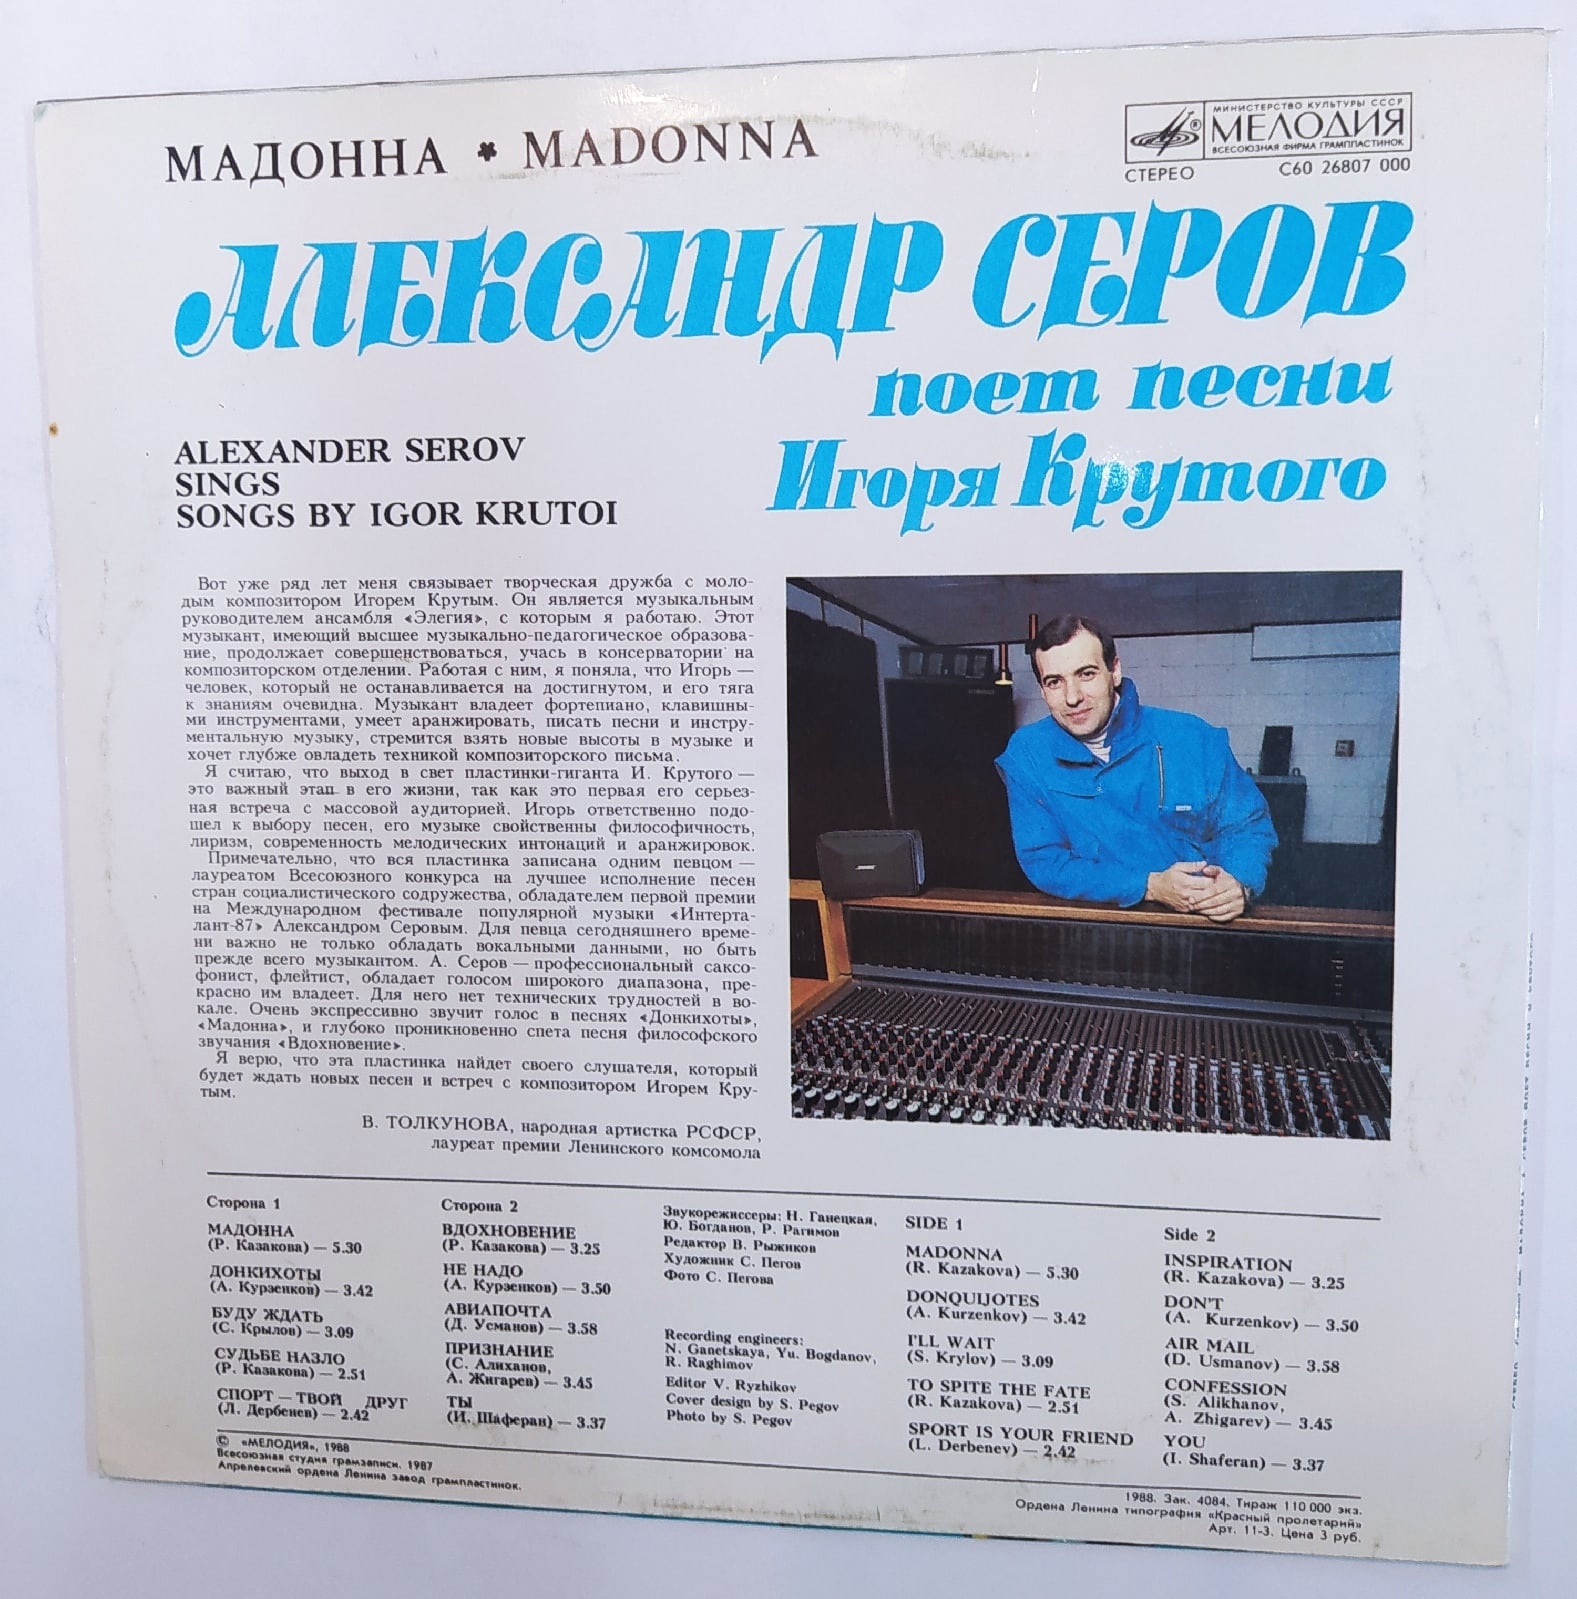 МАДОННА * MADONNA
МИНИСТЕРСТВО КУЛЬТУРЫ СССР
МЕЛОДИЯ
ВСЕСОЮЗНАЯ ФИРМА ГРАМПЛАСТИНОК
СТЕРЕО С60 26807 000
АЛЕКСАНДР СЕРОВ
поет песни
Игоря Крутого
ALEXANDER SEROV
SINGS
SONGS BY IGOR KRUTOI
Вот уже ряд лет меня связывает творческая дружба с моло-
дым композитором Игорем Крутым. Он является музыкальным
руководителем ансамбля «Элегия», с которым я работаю. Этот
музыкант, имеющий высшее музыкально-педагогическое образова-
ние, продолжает совершенствоваться, учась в консерватории на
композиторском отделении. Работая с ним, я поняла, что Игорь —
человек, который не останавливается на достигнутом, и его тяга
к знаниям очевидна. Музыкант владеет фортепиано, клавишны-
ми инструментами, умеет аранжировать, писать песни и инстру-
ментальную музыку, стремится взять новые высоты в музыке и
хочет глубже овладеть техникой композиторского письма.
Я считаю, что выход в свет пластинки-гиганта И. Крутого —
это важный этап в его жизни, так как это первая его серьез-
ная встреча с массовой аудиторией. Игорь ответственно подо-
шел к выбору песен, его музыке свойственны философичность,
лиризм, современность мелодических интонаций и аранжировок.
Примечательно, что вся пластинка записана одним певцом —
лауреатом Всесоюзного конкурса на лучшее исполнение песен
стран социалистического содружества, обладателем первой премии
на Международном фестивале популярной музыки «Интерта-
лант-87» Александром Серовым. Для певца сегодняшнего време-
ни важно не только обладать вокальными данными, но быть
прежде всего музыкантом. А. Серов — профессиональный саксо-
фонист, флейтист, обладает голосом широкого диапазона, пре-
красно им владеет. Для него нет технических трудностей в во-
кале. Очень экспрессивно звучит голос в песнях «Донкихоты»,
«Мадонна», и глубоко проникновенно спета песня философского
звучания «Вдохновение».
Я верю, что эта пластинка найдет своего слушателя, который
будет ждать новых песен и встреч с композитором Игорем Кру-
тым.
В. ТОЛКУНОВА, народная артистка РСФСР,
лауреат премии Ленинского комсомола
BOSE
Сторона 1
МАДОННА
(Р. Казакова) — 5.30
ДОНКИХОТЫ
(А. Курзенков) — 3.42
БУДУ ЖДАТЬ
(С. Крылов) — 3.09
СУДЬБЕ НАЗЛО
(Р. Казакова) — 2.51
СПОРТ — ТВОЙ ДРУГ
(Л. Дербенев) — 2.42
Сторона 2
ВДОХНОВЕНИЕ
(Р. Казакова) — 3.25
НЕ НАДО
(А. Курзенков) — 3.50
АВИАПОЧТА
(Д. Усманов) — 3.58
ПРИЗНАНИЕ
(С. Алиханов,
А. Жигарев) — 3.45
ТЫ
(И. Шаферан) — 3.37
Звукорежиссеры: Н. Ганецкая,
Ю. Богданов, Р. Рагимов
Редактор В. Рыжиков
Художник С. Пегов
Фото С. Пегова
Recording engineers:
N. Ganetskaya, Yu. Bogdanov,
R. Raghimov
Editor V. Ryzhikov
Cover design by S. Pegov
Photo by S. Pegov
SIDE 1
MADONNA
(R. Kazakova) — 5.30
DONQUIJOTES
(A. Kurzenkov) — 3.42
I'LL WAIT
(S. Krylov) — 3.09
TO SPITE THE FATE
(R. Kazakova) — 2.51
SPORT IS YOUR FRIEND
(L. Derbenev) — 2.42
Side 2
INSPIRATION
(R. Kazakova) — 3.25
DON'T
(A. Kurzenkov) — 3.50
AIR MAIL
(D. Usmanov) — 3.58
CONFESSION
(S. Alikhanov,
A. Zhigarev) — 3.45
YOU
(I. Shaferan) — 3.37
© «МЕЛОДИЯ», 1988
Всесоюзная студия грамзаписи. 1987
Апрелевский ордена Ленина завод грампластинок.
1988. Зак. 4084. Тираж 110 000 экз.
Ордена Ленина типография «Красный пролетарий»
Арт. 11-3. Цена 3 руб.